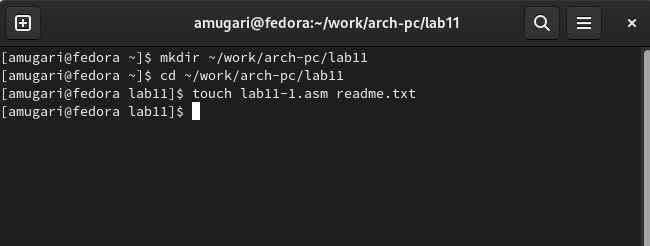 amugari@fedora:~/work/arch-pc/lab11
[amugari@fedora ~]$ mkdir ~/work/arch-pc/lab11
[amugari@fedora ~]$ cd ~/work/arch-pc/lab11
[amugari@fedora lab11]$ touch lab11-1.asm readme.txt
[amugari@fedora lab11]$